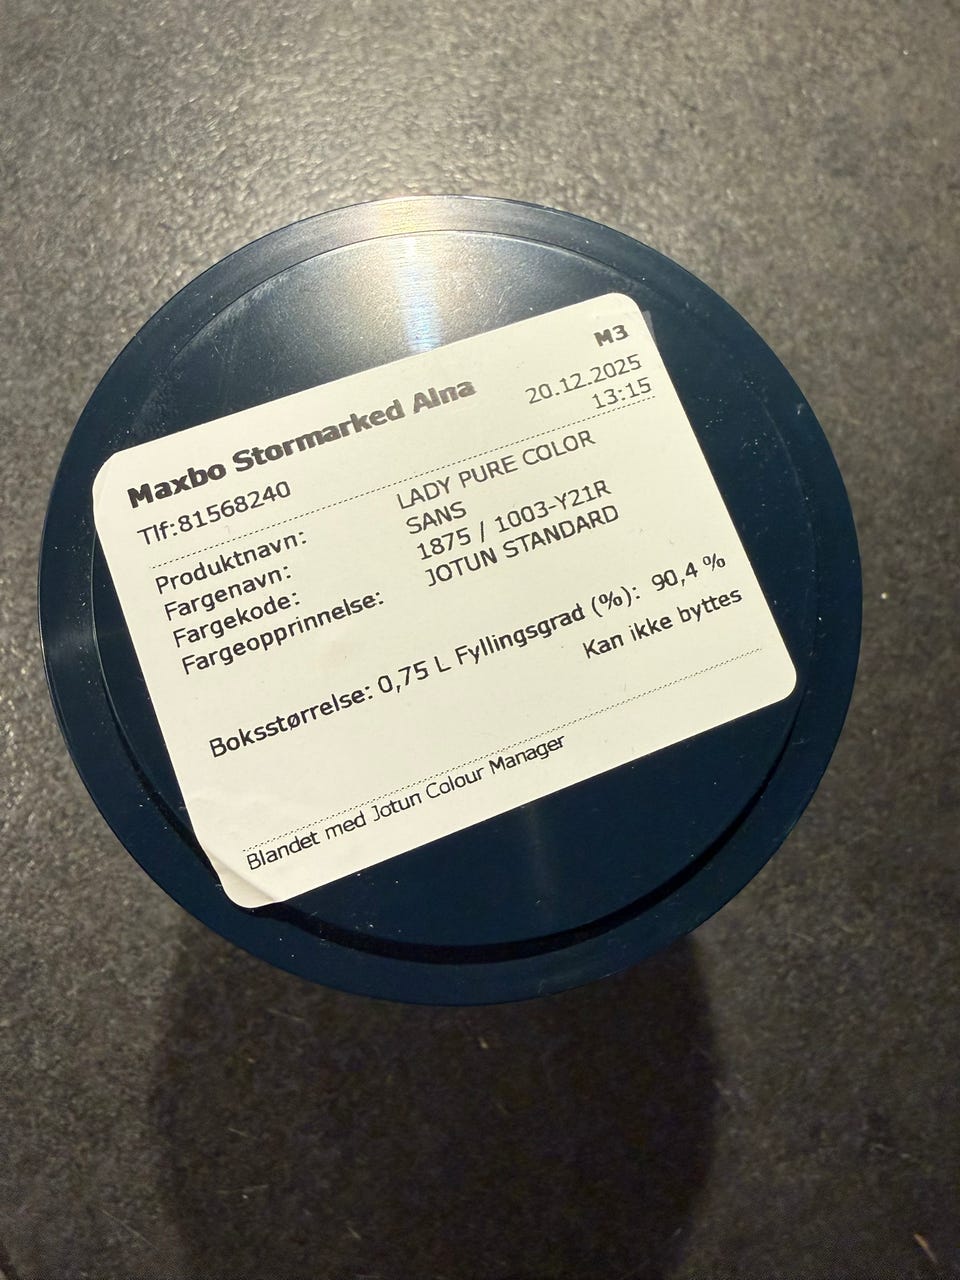 M3
Maxbo Stormarked Alna
20.12.2025
Tlf:81568240
13:15
Produktnavn: LADY PURE COLOR
Fargenavn: SANS
Fargekode: 1875 / 1003-Y21R
Fargeopprinnelse: JOTUN STANDARD
Boksstørrelse: 0,75 L Fyllingsgrad (%): 90,4 %
Kan ikke byttes
Blandet med Jotun Colour Manager